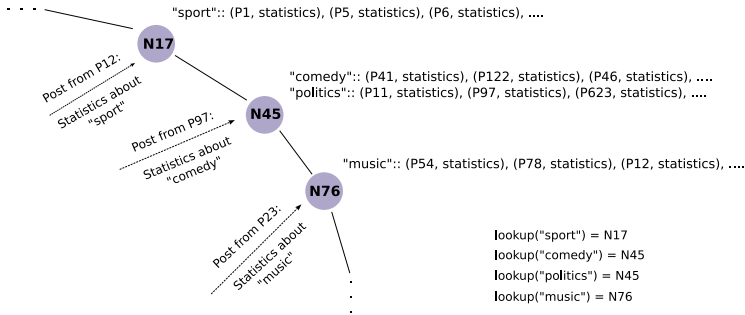 . . .
"sport":: (P1, statistics), (P5, statistics), (P6, statistics), ....
N17
Post from P12:
Statistics about
"sport"
"comedy":: (P41, statistics), (P122, statistics), (P46, statistics), ....
"politics":: (P11, statistics), (P97, statistics), (P623, statistics), ....
N45
Post from P97:
Statistics about
"comedy"
"music":: (P54, statistics), (P78, statistics), (P12, statistics), ....
N76
Post from P23:
Statistics about
"music"
lookup("sport") = N17
lookup("comedy") = N45
lookup("politics") = N45
lookup("music") = N76
.
.
.